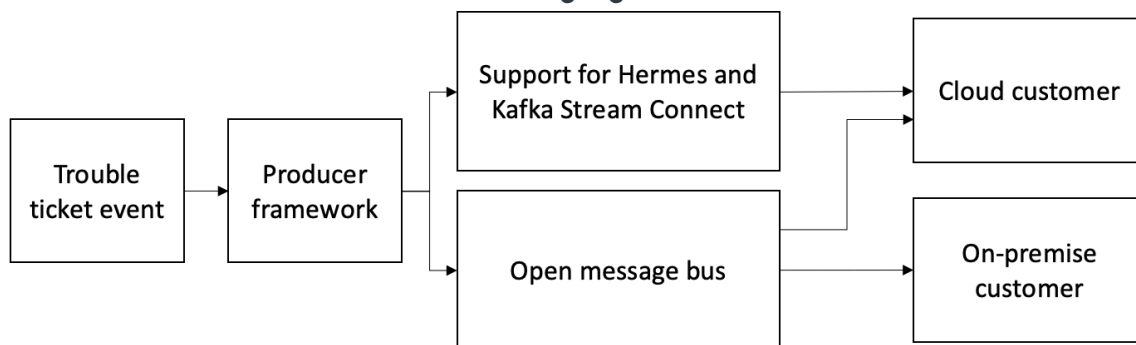 Trouble
ticket event
Producer
framework
Support for Hermes and
Kafka Stream Connect
Open message bus
Cloud customer
On-premise
customer